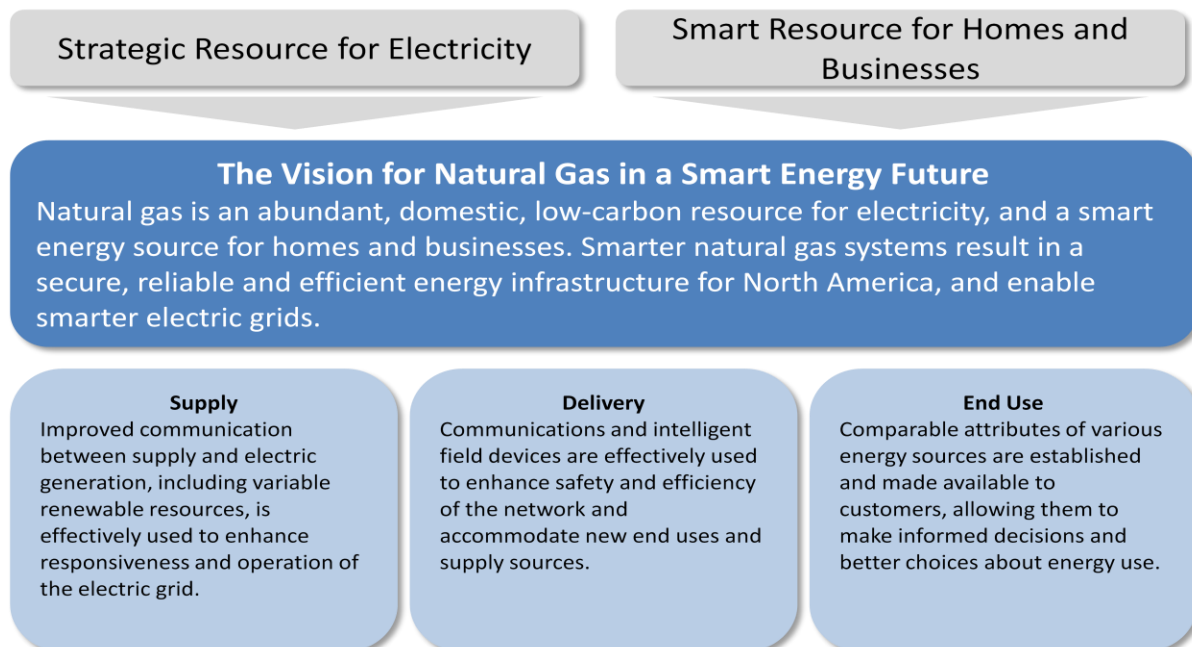 Strategic Resource for Electricity
Smart Resource for Homes and
Businesses
The Vision for Natural Gas in a Smart Energy Future
Natural gas is an abundant, domestic, low-carbon resource for electricity, and a smart
energy source for homes and businesses. Smarter natural gas systems result in a
secure, reliable and efficient energy infrastructure for North America, and enable
smarter electric grids.
Supply
Improved communication
between supply and electric
generation, including variable
renewable resources, is
effectively used to enhance
responsiveness and operation of
the electric grid.
Delivery
Communications and intelligent
field devices are effectively used
to enhance safety and efficiency
of the network and
accommodate new end uses and
supply sources.
End Use
Comparable attributes of various
energy sources are established
and made available to
customers, allowing them to
make informed decisions and
better choices about energy use.